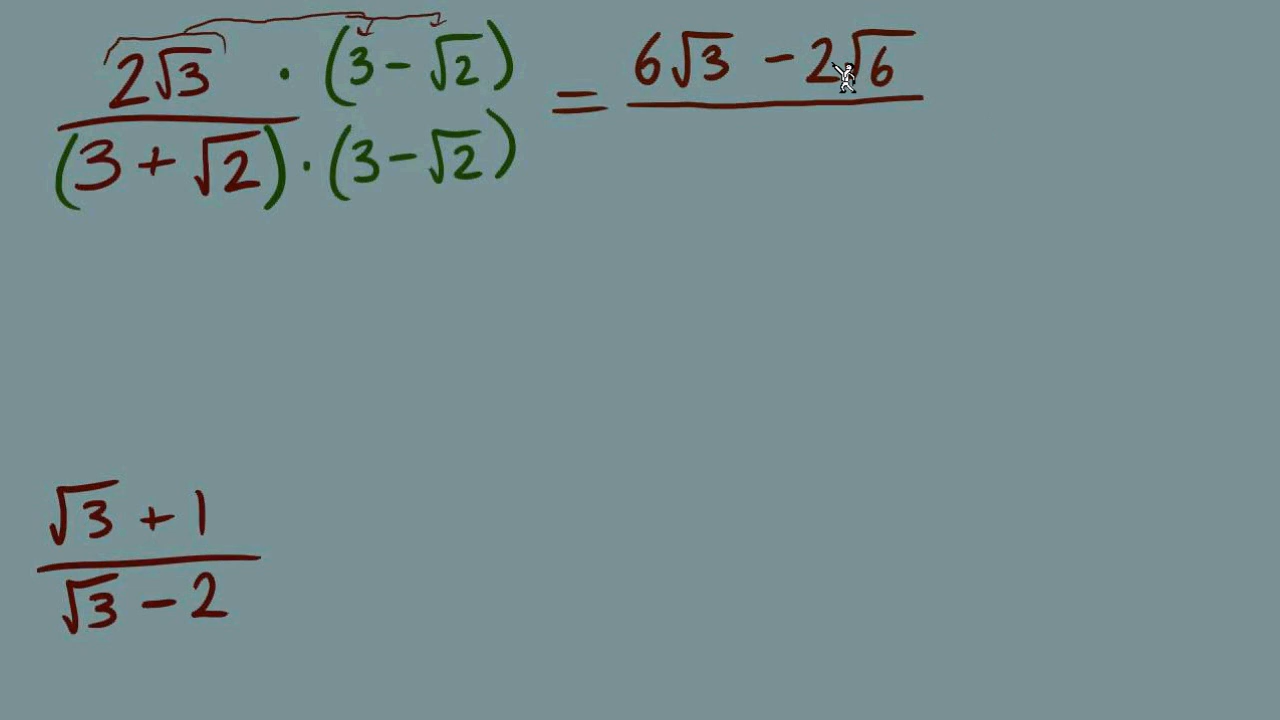 2√3 · (3 − √2)
(3 + √2) · (3 − √2)
= 6√3 − 2√6
√3 + 1
√3 − 2